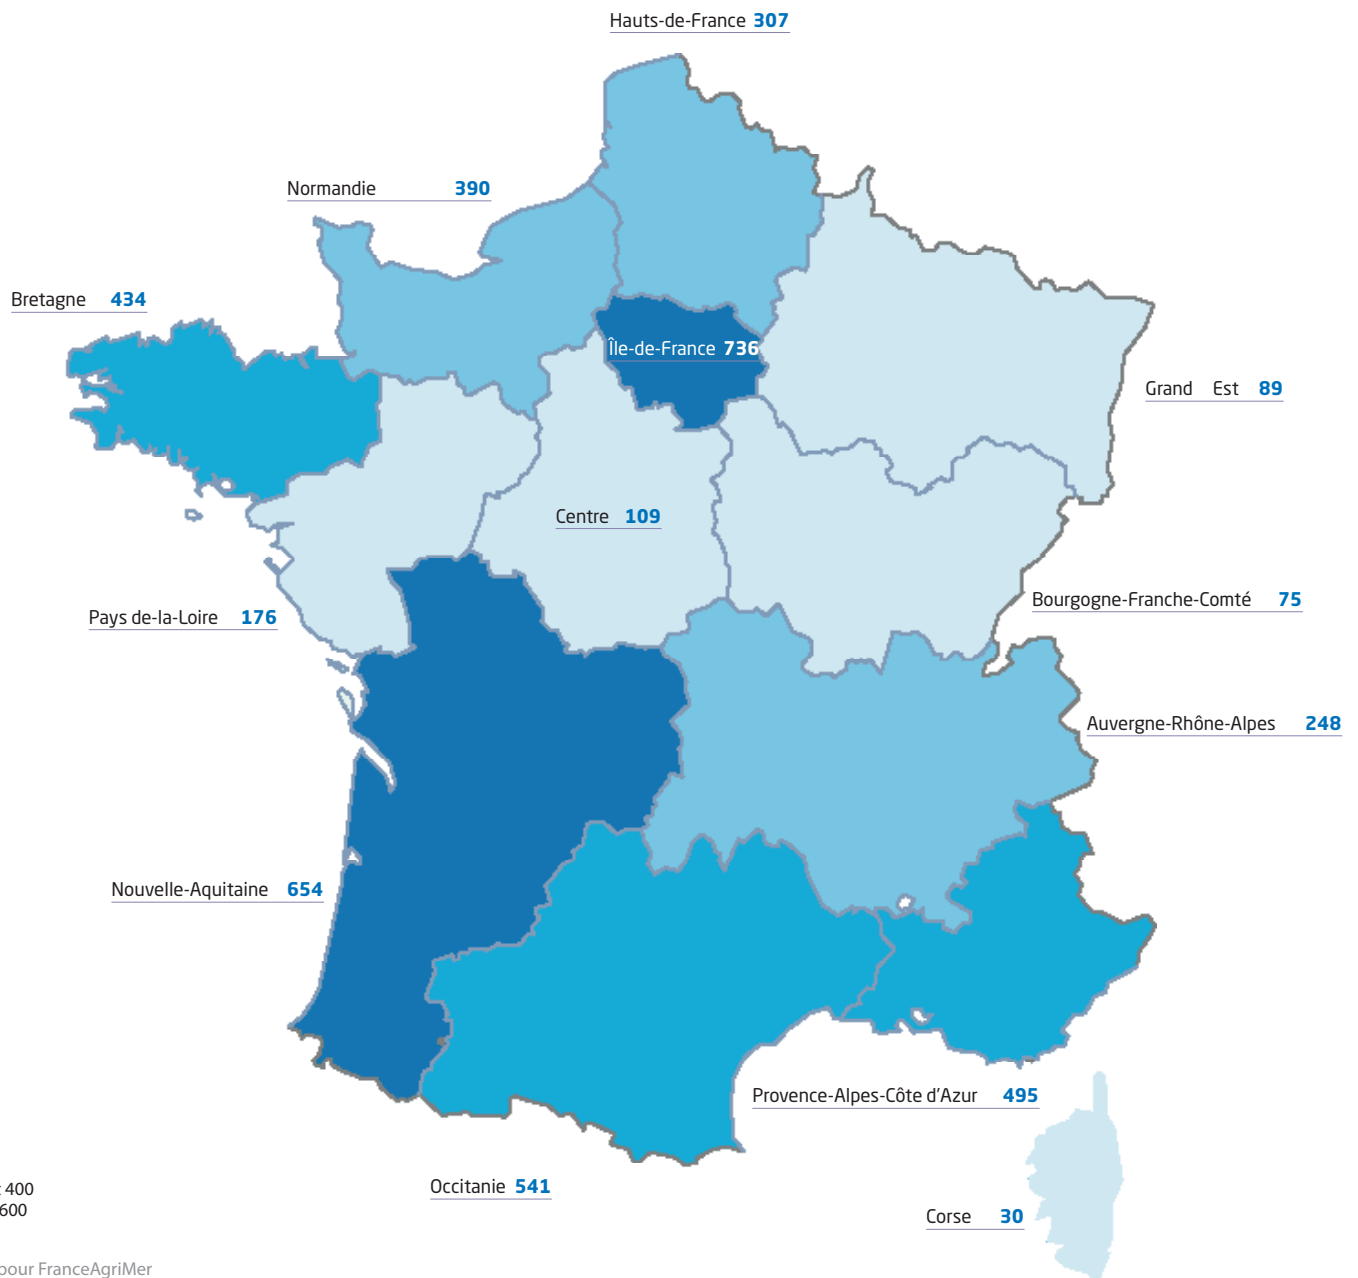 Hauts-de-France 307
Normandie 390
Bretagne 434
Île-de-France 736
Grand Est 89
Centre 109
Bourgogne-Franche-Comté 75
Pays de-la-Loire 176
Auvergne-Rhône-Alpes 248
Nouvelle-Aquitaine 654
Provence-Alpes-Côte d'Azur 495
Occitanie 541
400
600
Corse 30
pour FranceAgriMer